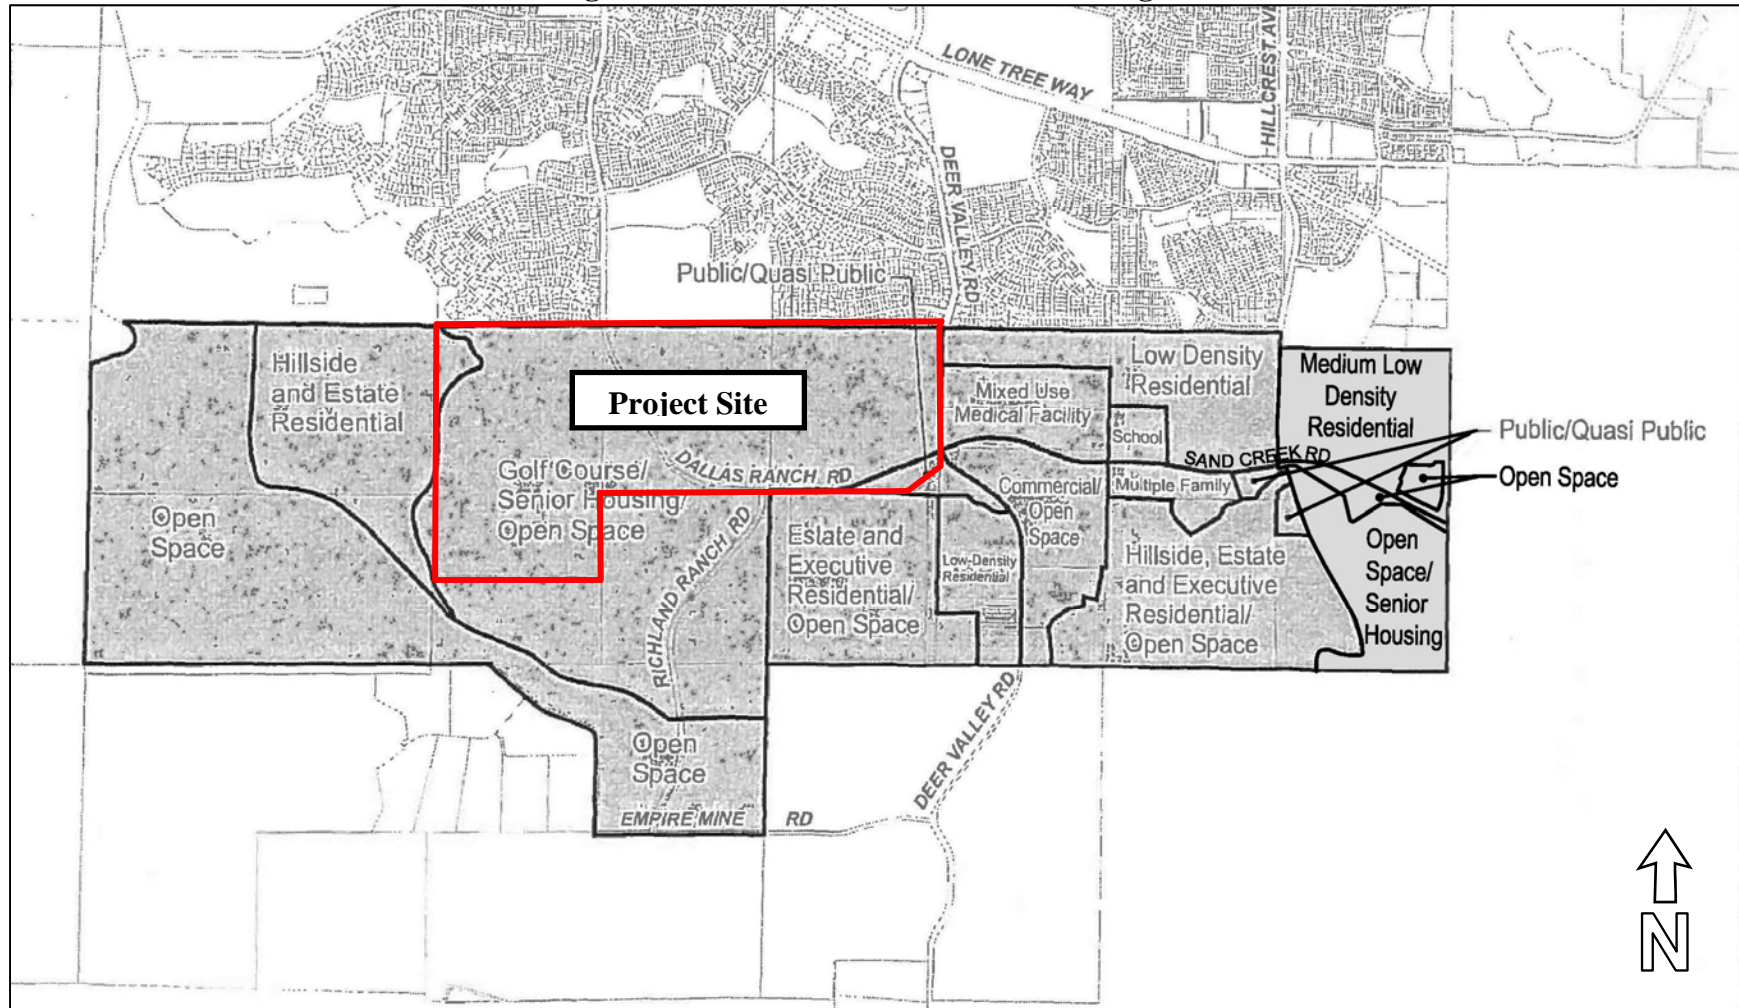 LONE TREE WAY
HILLCREST AVE
DEER VALLEY RD
Public/Quasi Public
Hillside
and Estate
Residential
Project Site
Low Density
Residential
Medium Low
Density
Residential
Mixed Use
Medical Facility
School
Public/Quasi Public
SAND CREEK RD
DALLAS RANCH RD
Golf Course/
Senior Housing/
Open Space
Commercial/
Open
Space
Multiple Family
Open Space
Open
Space
RICHLAND RANCH RD
Estate and
Executive
Residential/
Open Space
Low-Density
Residential
Hillside, Estate
and Executive
Residential/
Open Space
Open
Space/
Senior
Housing
DEER VALLEY RD
Open
Space
EMPIRE MINE RD
N